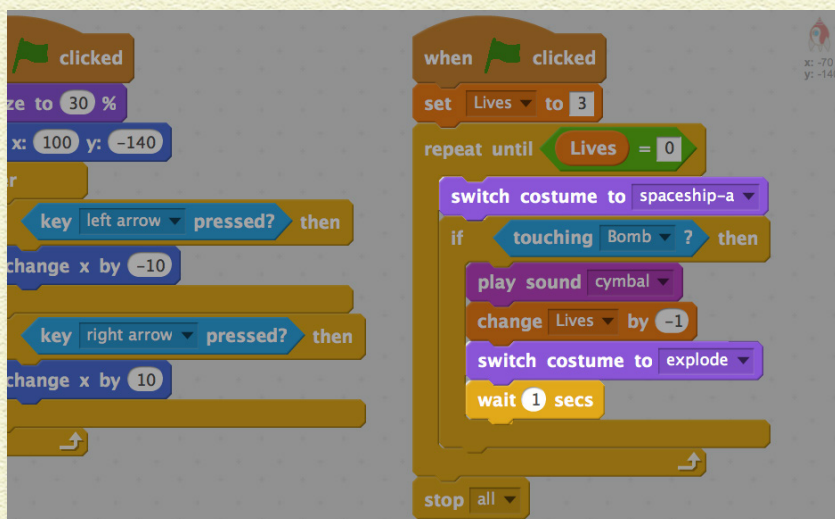 clicked
ze to 30 %
x: 100 y: -140
r
key left arrow pressed? then
change x by -10
key right arrow pressed? then
change x by 10
when clicked
set Lives to 3
repeat until Lives = 0
switch costume to spaceship-a
if touching Bomb ? then
play sound cymbal
change Lives by -1
switch costume to explode
wait 1 secs
stop all
x: -70
y: -140